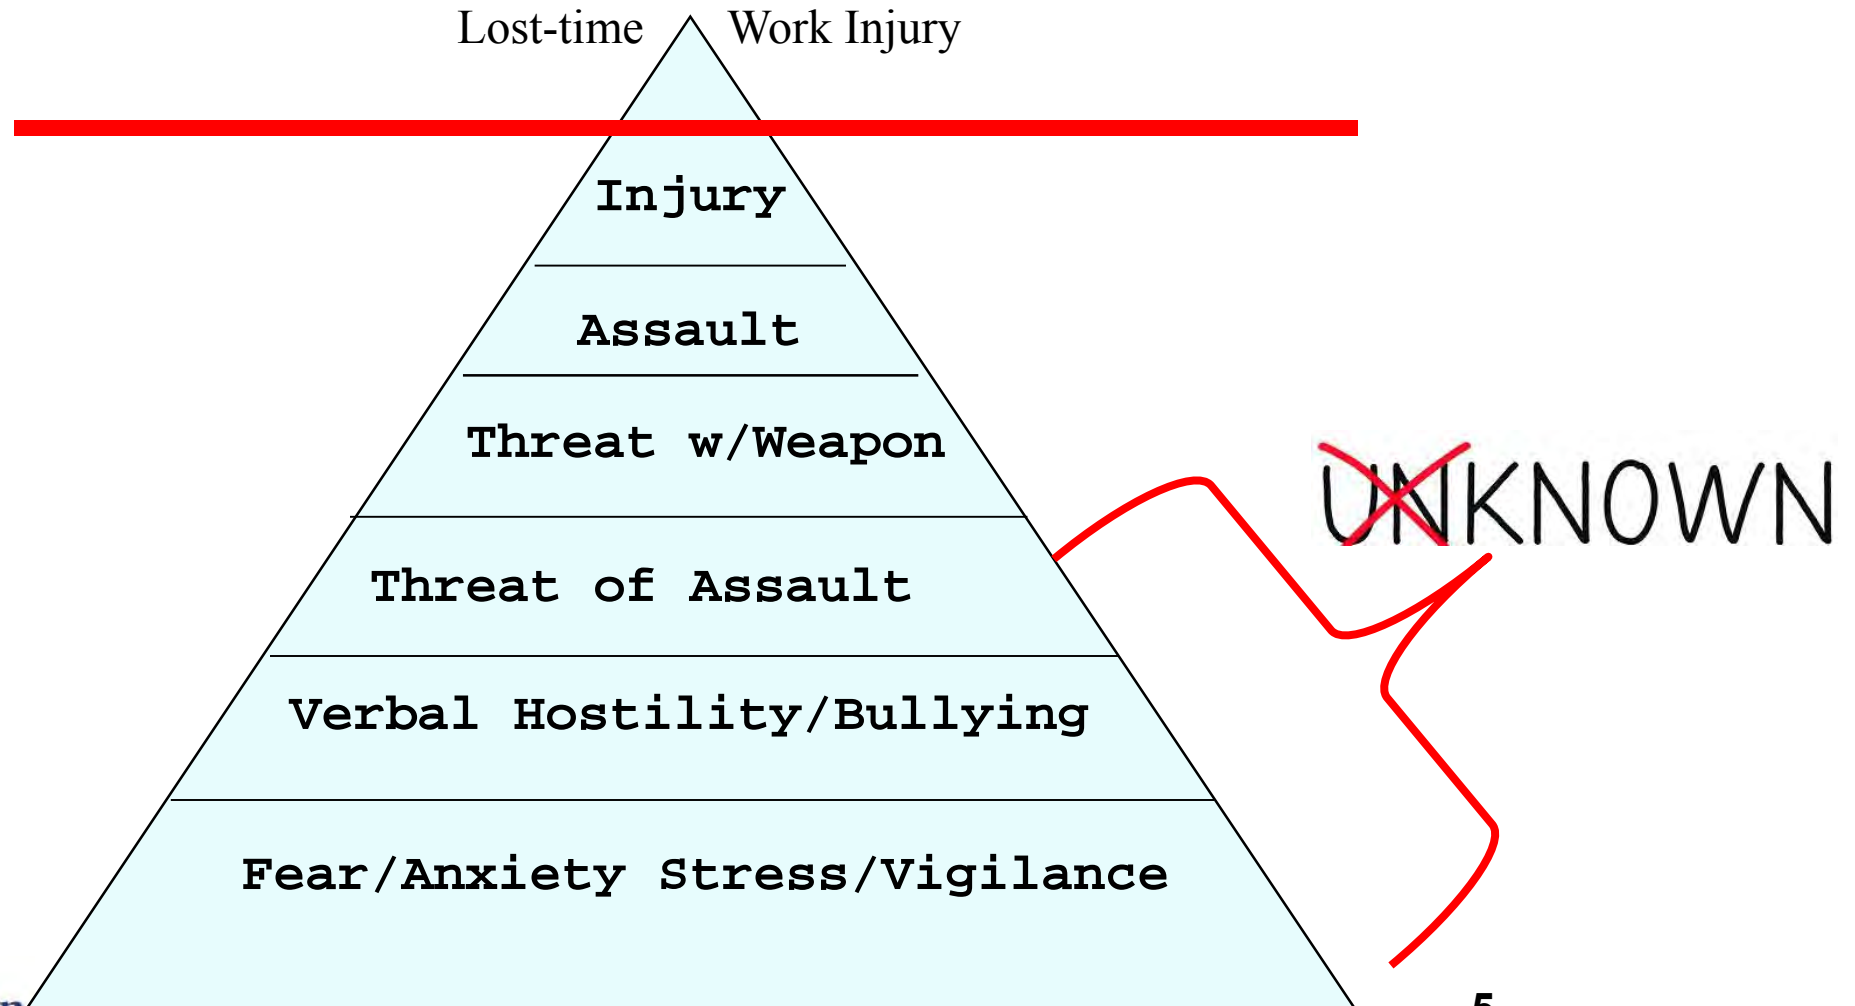 Lost-time Work Injury
Injury
Assault
Threat w/Weapon
UNKNOWN
Threat of Assault
Verbal Hostility/Bullying
Fear/Anxiety Stress/Vigilance
5